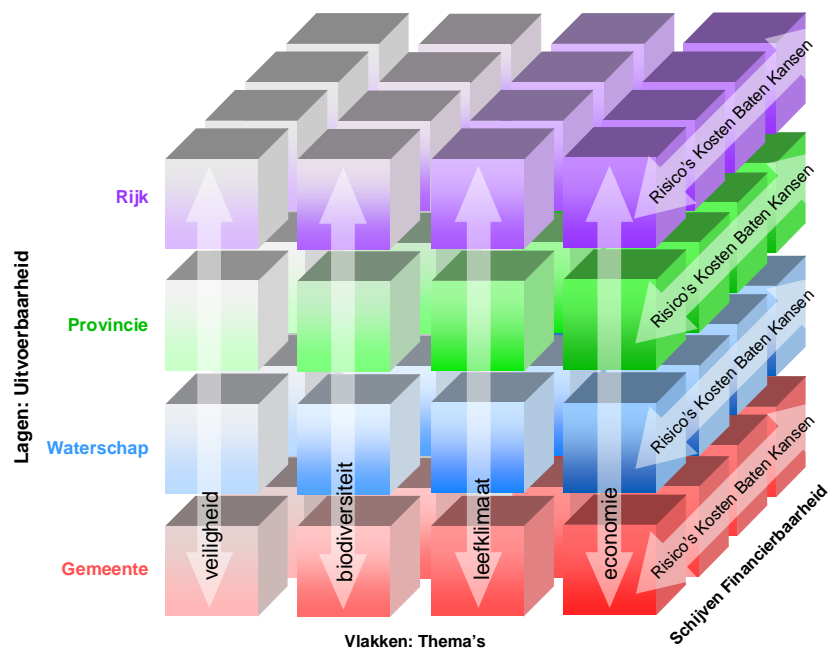 Risico's Kosten Baten Kansen
Rijk
Risico's Kosten Baten Kansen
Provincie
Risico's Kosten Baten Kansen
Waterschap
Risico's Kosten Baten Kansen
Gemeente
Lagen: Uitvoerbaarheid
veiligheid
biodiversiteit
leefklimaat
economie
Schijven Financierbaarheid
Vlakken: Thema's